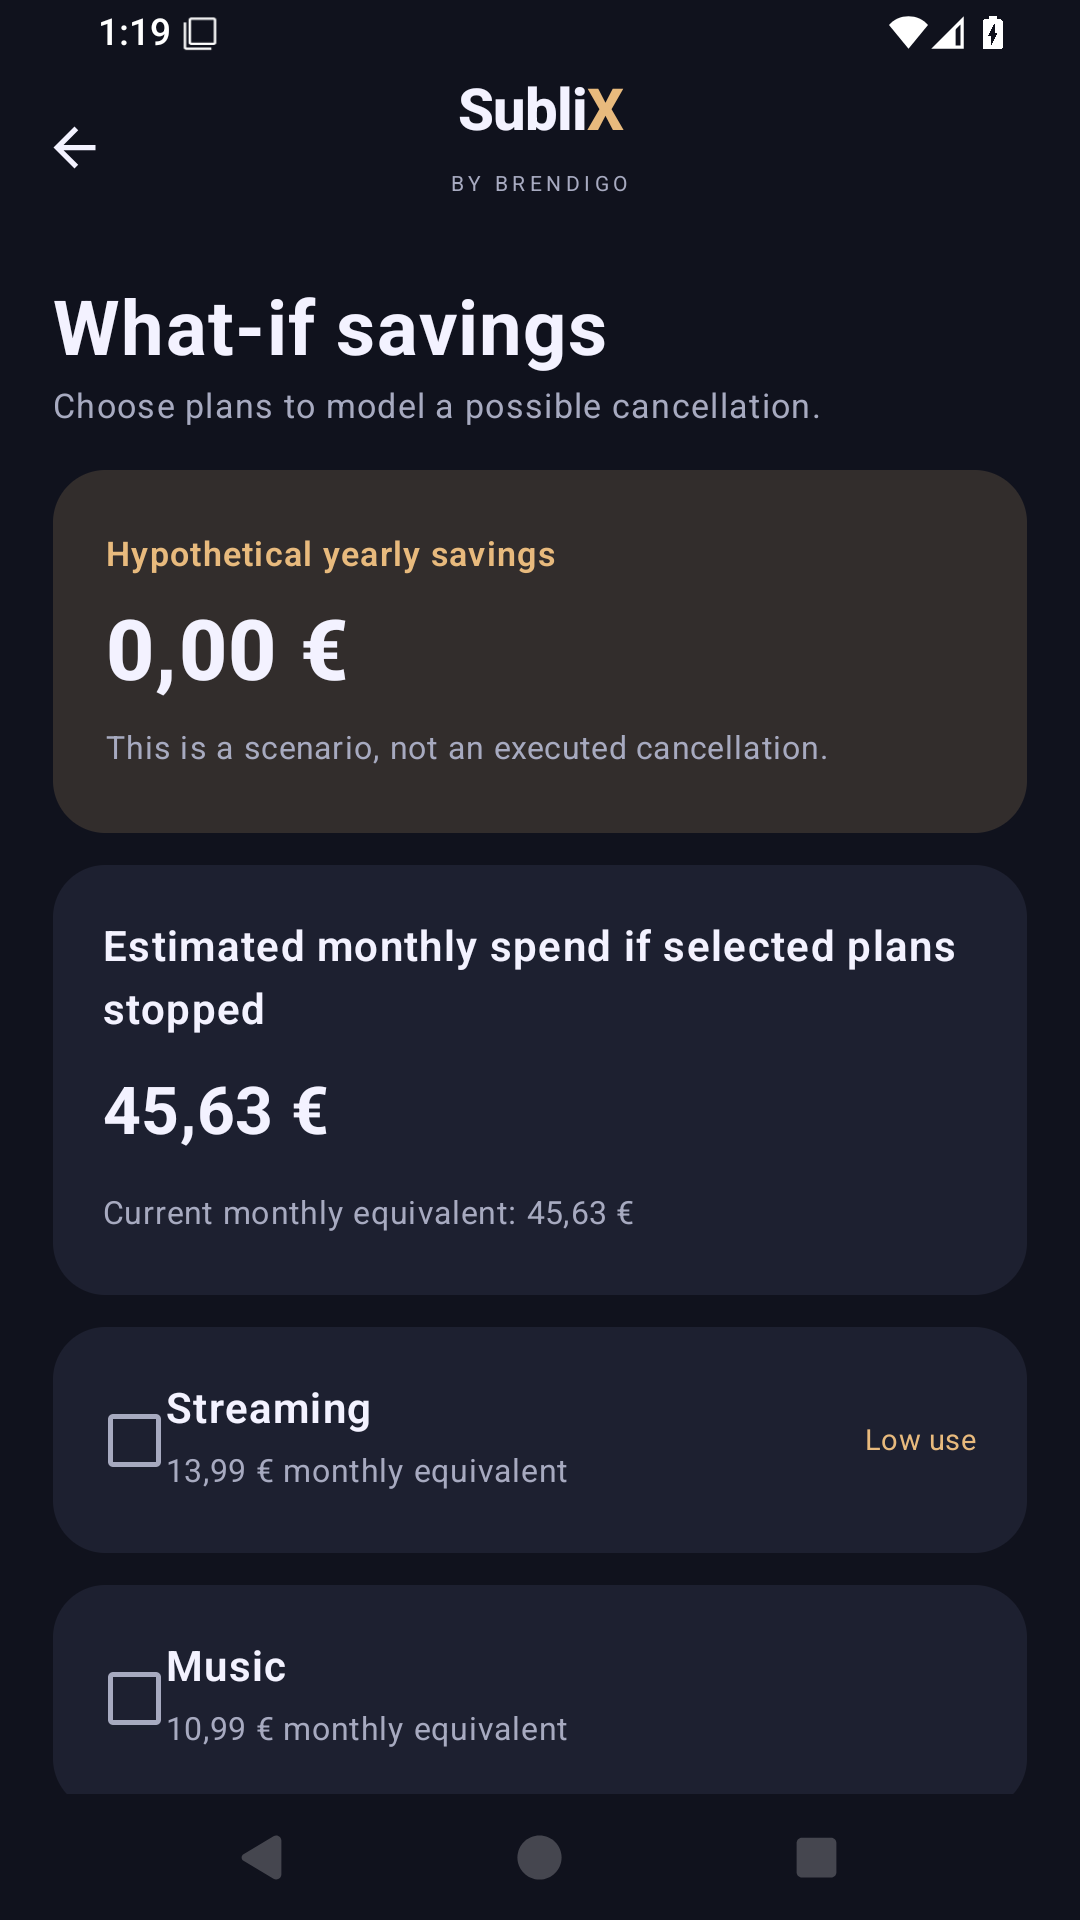 1:19
SubliX
BY BRENDIGO
What-if savings
Choose plans to model a possible cancellation.
Hypothetical yearly savings
0,00 €
This is a scenario, not an executed cancellation.
Estimated monthly spend if selected plans
stopped
45,63 €
Current monthly equivalent: 45,63 €
Streaming
13,99 € monthly equivalent
Low use
Music
10,99 € monthly equivalent